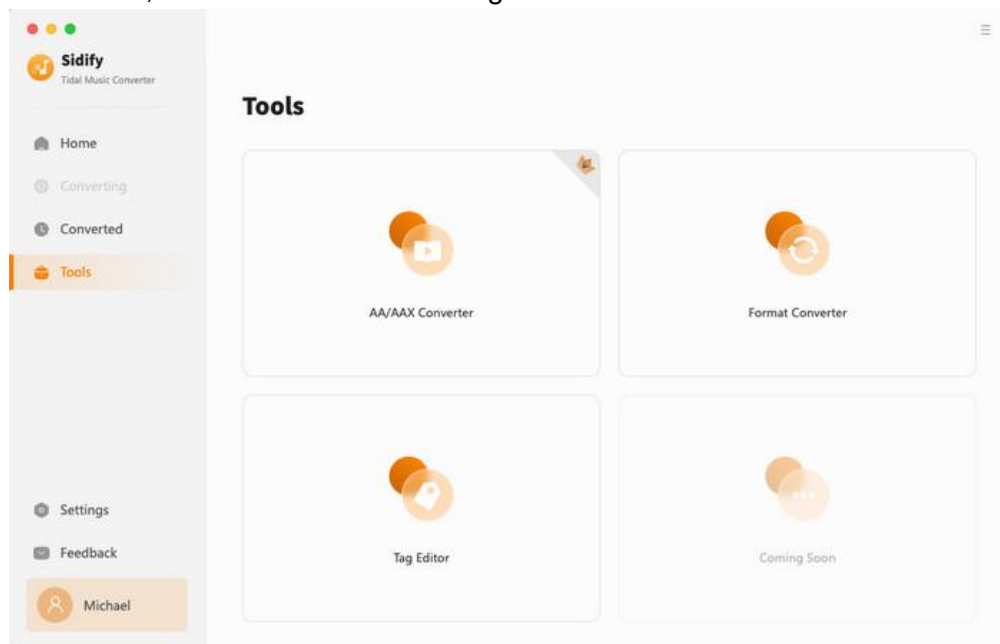 Sidify
Tidal Music Converter
Home
Converting
Converted
Tools
Settings
Feedback
Michael
Tools
AA/AAX Converter
Format Converter
Tag Editor
Coming Soon